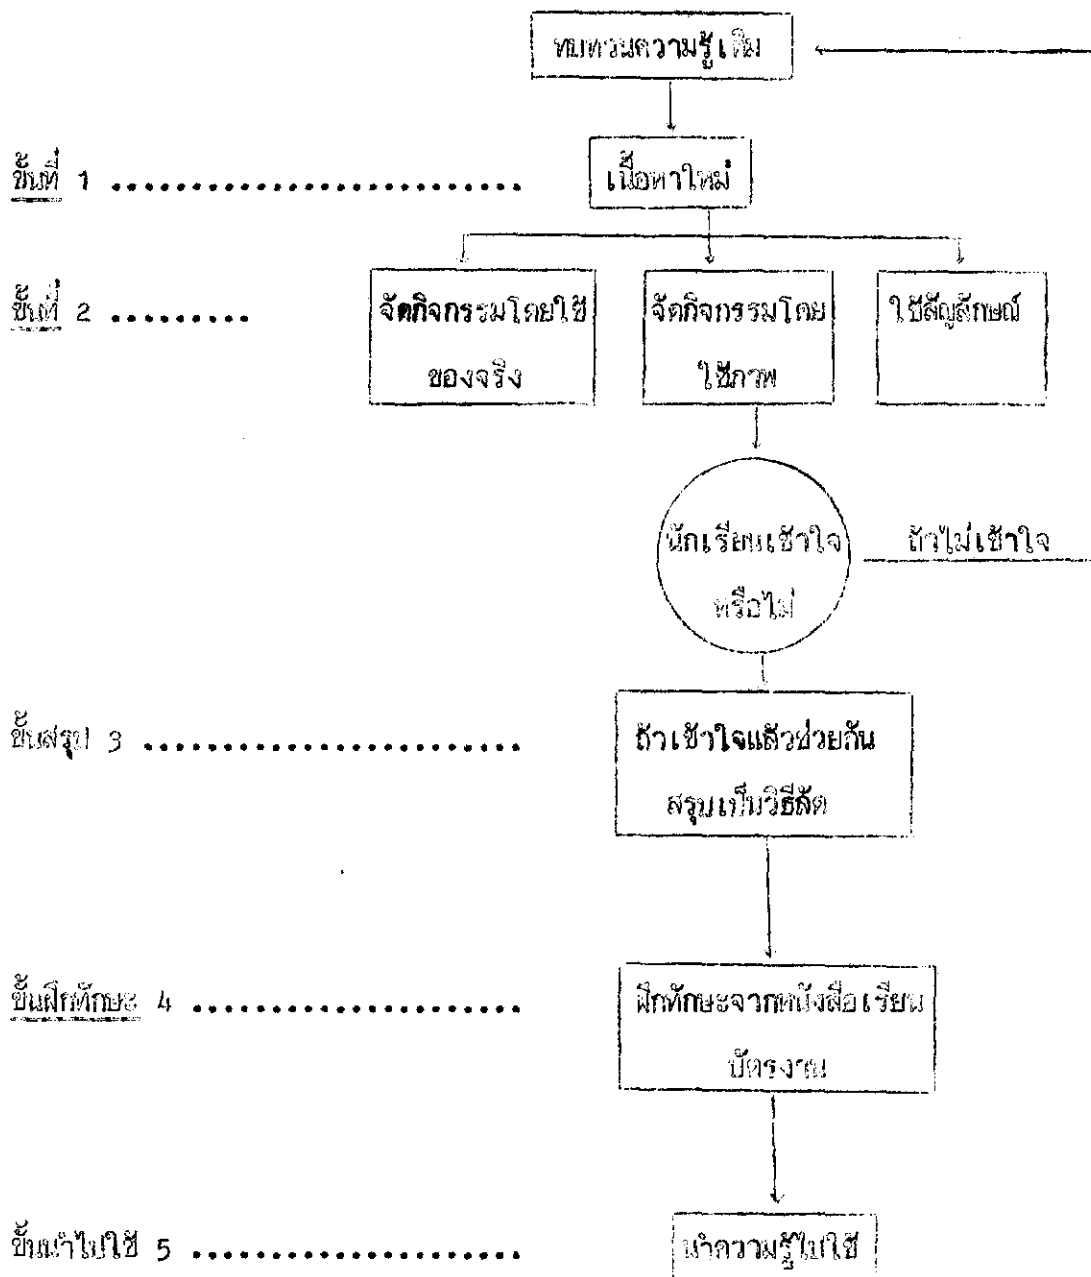 ทบทวนความรู้เดิม
ขั้นที่ 1 .......................... เนื้อหาใหม่
ขั้นที่ 2 ......... จัดกิจกรรมโดยใช้ จัดกิจกรรมโดย ใช้สัญลักษณ์
ของจริง ใช้ภาพ
นักเรียนเข้าใจ ถ้าไม่เข้าใจ
หรือไม่
ขั้นสรุป 3 ........................ ถ้าเข้าใจแล้วช่วยกัน
สรุปเป็นวิธีลัด
ขั้นฝึกทักษะ 4 ..................... ฝึกทักษะจากหนังสือเรียน
บัตรงาน
ขั้นนำไปใช้ 5 ..................... นำความรู้ไปใช้